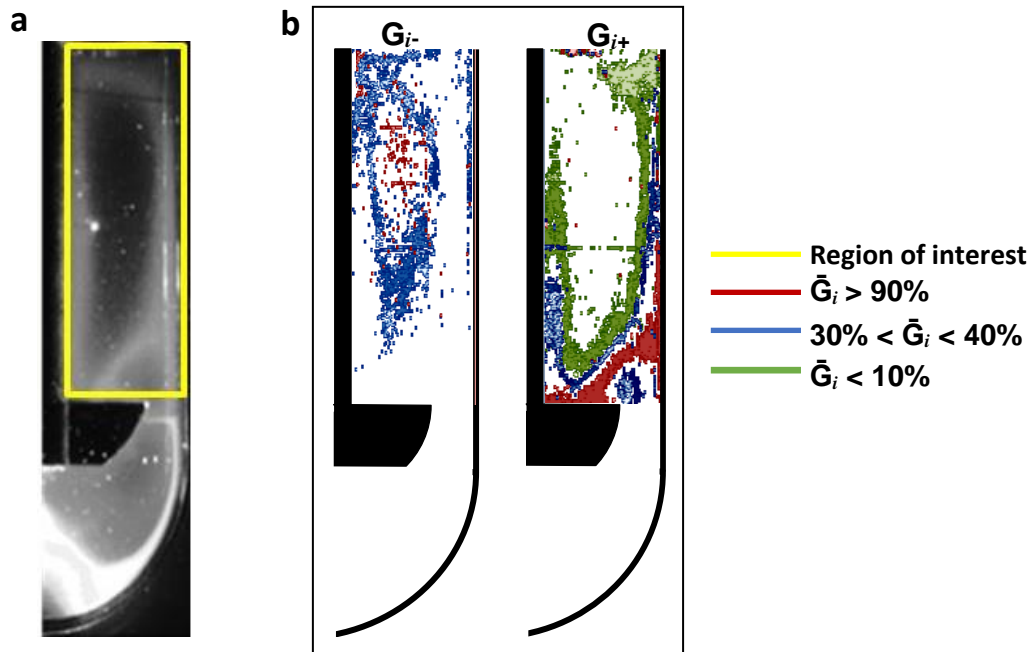 a
b
Gi-
Gi+
Region of interest
Ḡi > 90%
30% < Ḡi < 40%
Ḡi < 10%